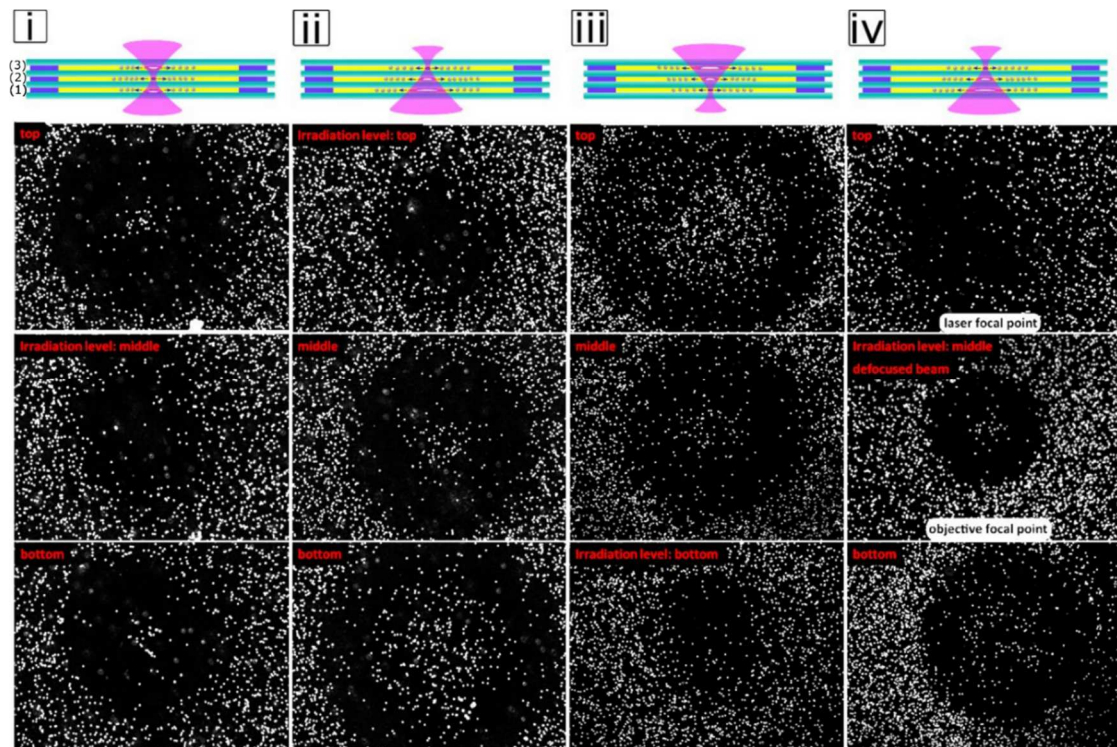 i
ii
iii
iv
(3)
(2)
(1)
top
Irradiation level: top
top
top
laser focal point
Irradiation level: middle
middle
middle
Irradiation level: middle
defocused beam
objective focal point
bottom
bottom
Irradiation level: bottom
bottom